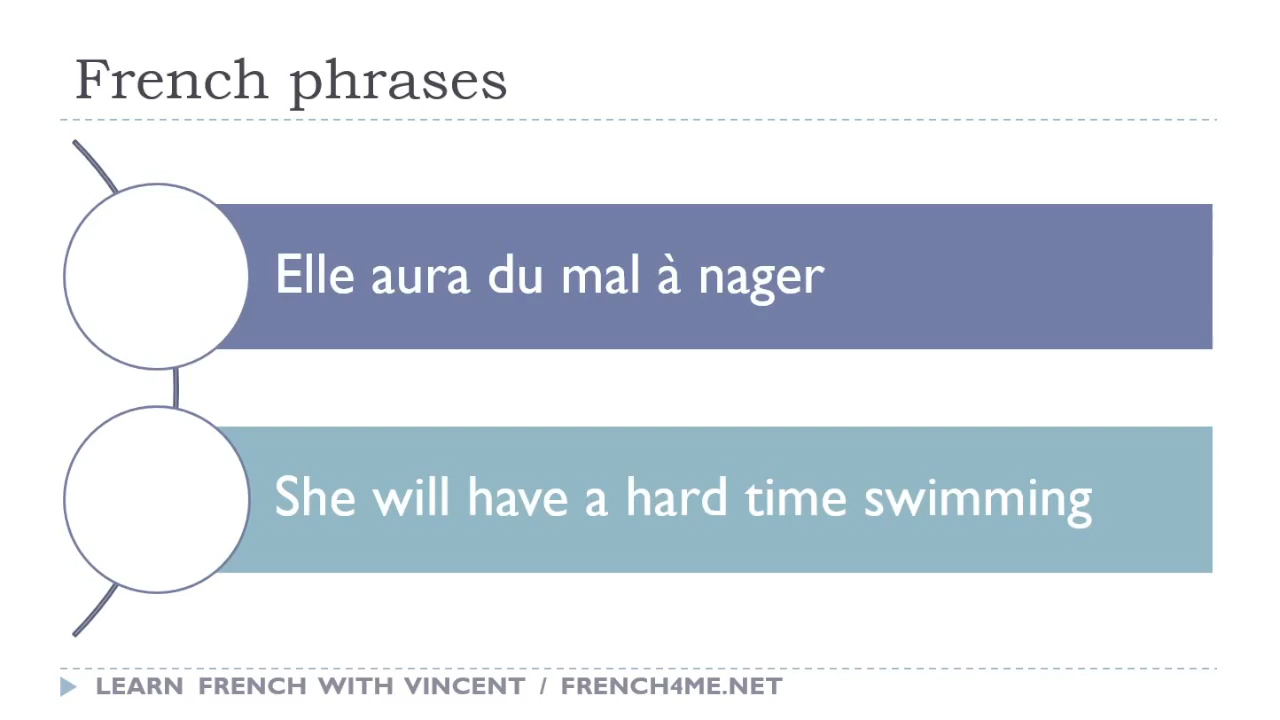 French phrases
Elle aura du mal à nager
She will have a hard time swimming
LEARN FRENCH WITH VINCENT / FRENCH4ME.NET